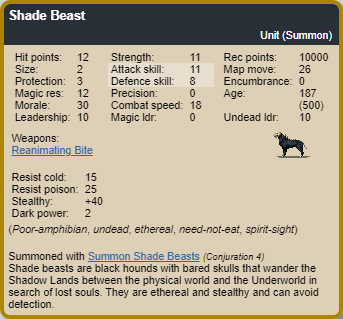 Shade Beast
Unit (Summon)
Hit points: 12 Strength: 11 Rec points: 10000
Size: 2 Attack skill: 11 Map move: 26
Protection: 3 Defence skill: 8 Encumbrance: 0
Magic res: 12 Precision: 0 Age: 187
Morale: 30 Combat speed: 18 (500)
Leadership: 10 Magic ldr: 0 Undead ldr: 10
Weapons:
Reanimating Bite
Resist cold: 15
Resist poison: 25
Stealthy: +40
Dark power: 2
(Poor-amphibian, undead, ethereal, need-not-eat, spirit-sight)
Summoned with Summon Shade Beasts (Conjuration 4)
Shade beasts are black hounds with bared skulls that wander the
Shadow Lands between the physical world and the Underworld in
search of lost souls. They are ethereal and stealthy and can avoid
detection.